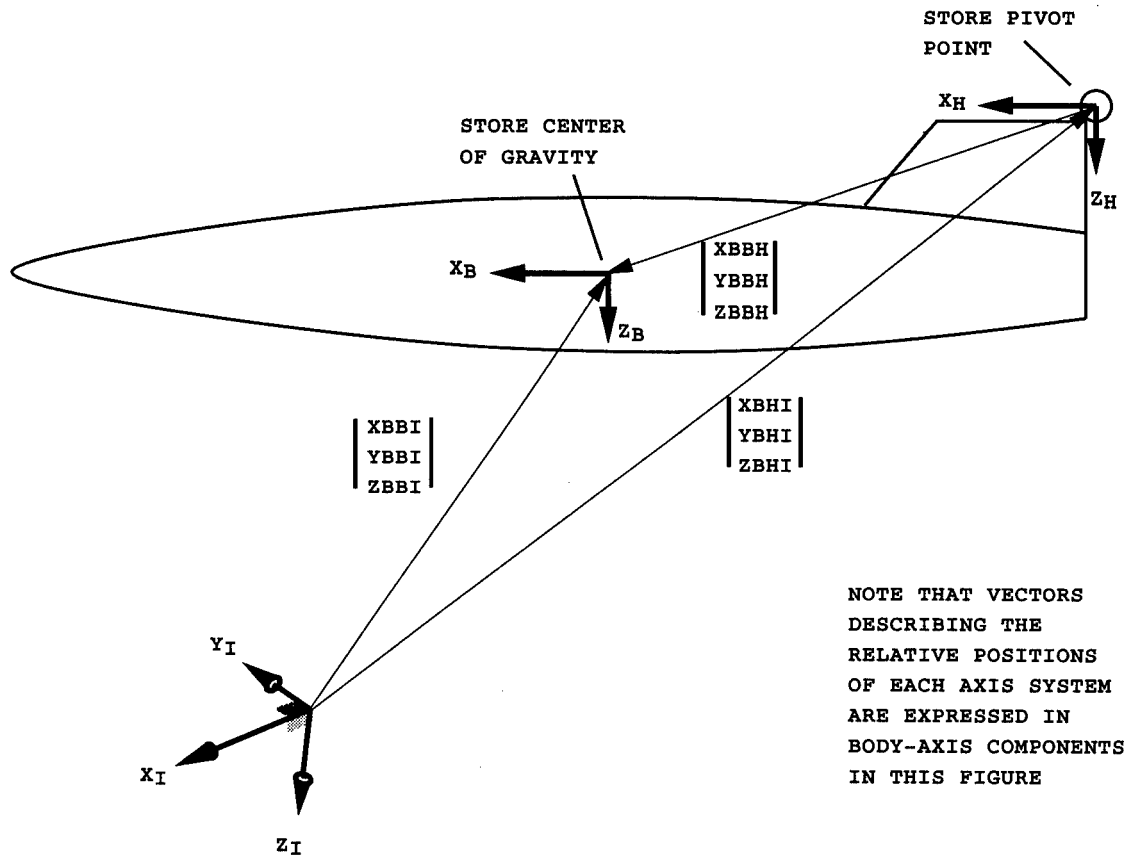 STORE PIVOT
POINT
XH
STORE CENTER
OF GRAVITY
ZH
XB
XBBH
YBBH
ZBBH
ZB
XBHI
YBHI
ZBHI
XBBI
YBBI
ZBBI
NOTE THAT VECTORS
DESCRIBING THE
RELATIVE POSITIONS
OF EACH AXIS SYSTEM
ARE EXPRESSED IN
BODY-AXIS COMPONENTS
IN THIS FIGURE
YI
XI
ZI